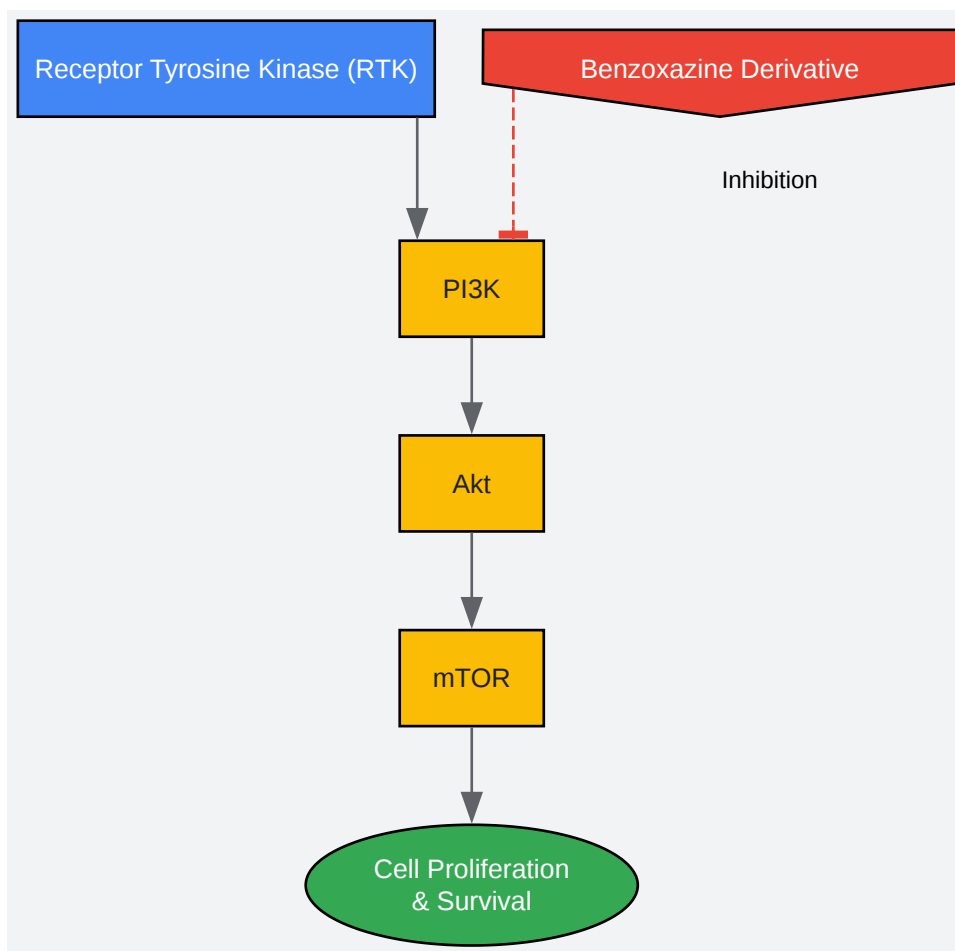 Receptor Tyrosine Kinase (RTK)
Benzoxazine Derivative
Inhibition
PI3K
Akt
mTOR
Cell Proliferation
& Survival